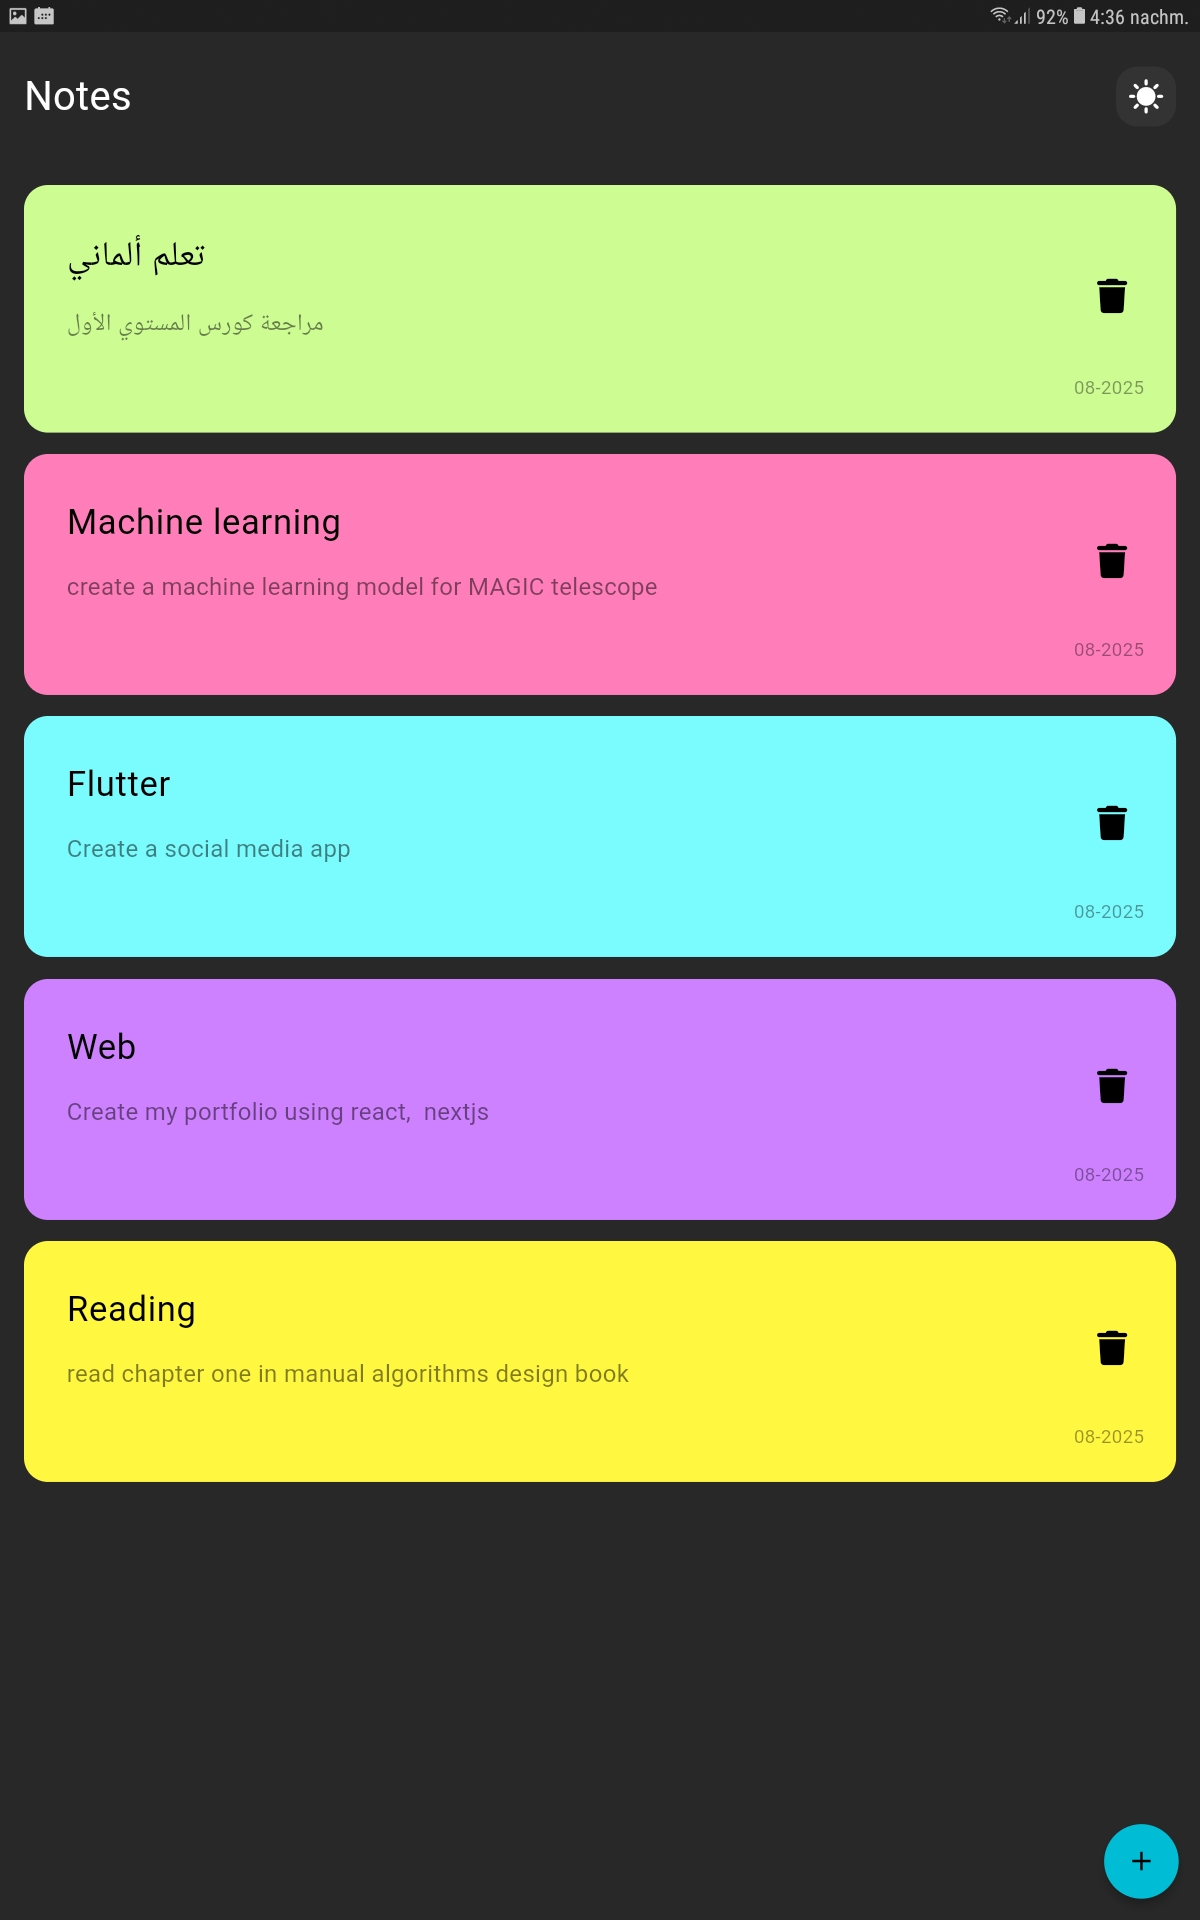 92% 4:36 nachm.
Notes
تعلم ألماني
مراجعة كورس المستوي الأول
08-2025
Machine learning
create a machine learning model for MAGIC telescope
08-2025
Flutter
Create a social media app
08-2025
Web
Create my portfolio using react,  nextjs
08-2025
Reading
read chapter one in manual algorithms design book
08-2025